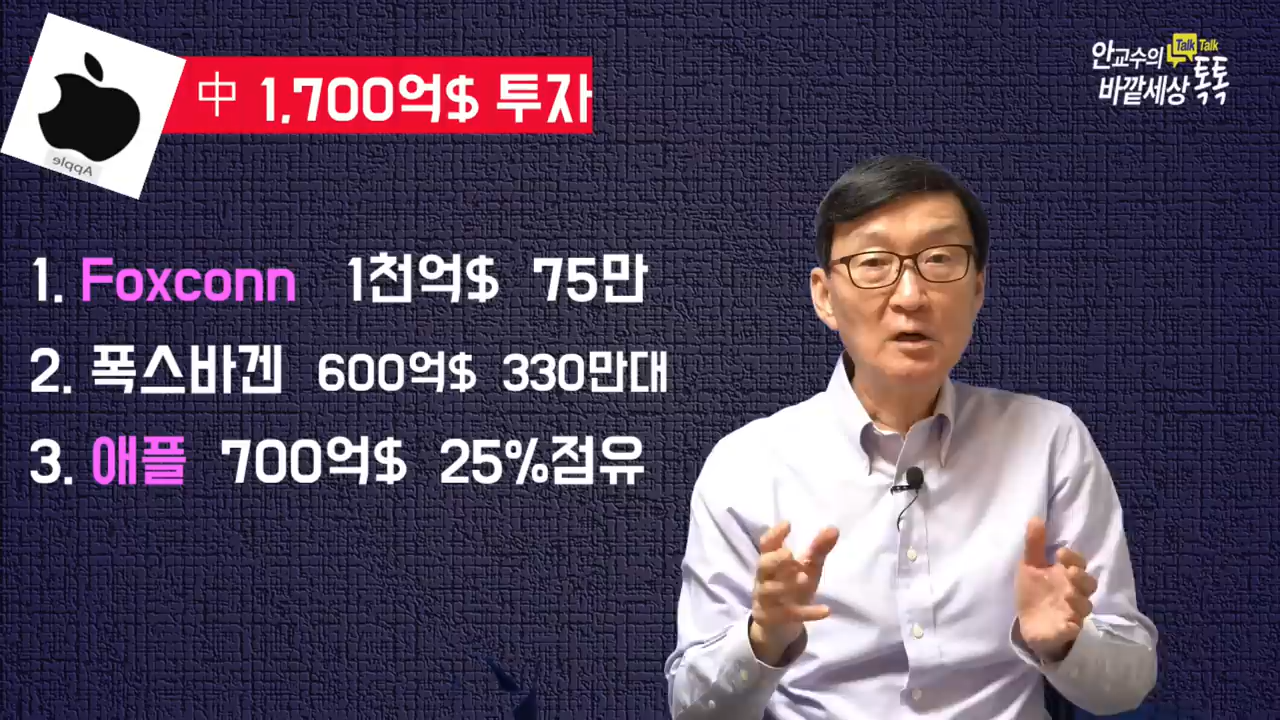 Apple
中 1,700억$ 투자
안교수의 Talk Talk
바깥세상 톡톡
1. Foxconn 1천억$ 75만
2. 폭스바겐 600억$ 330만대
3. 애플 700억$ 25%점유